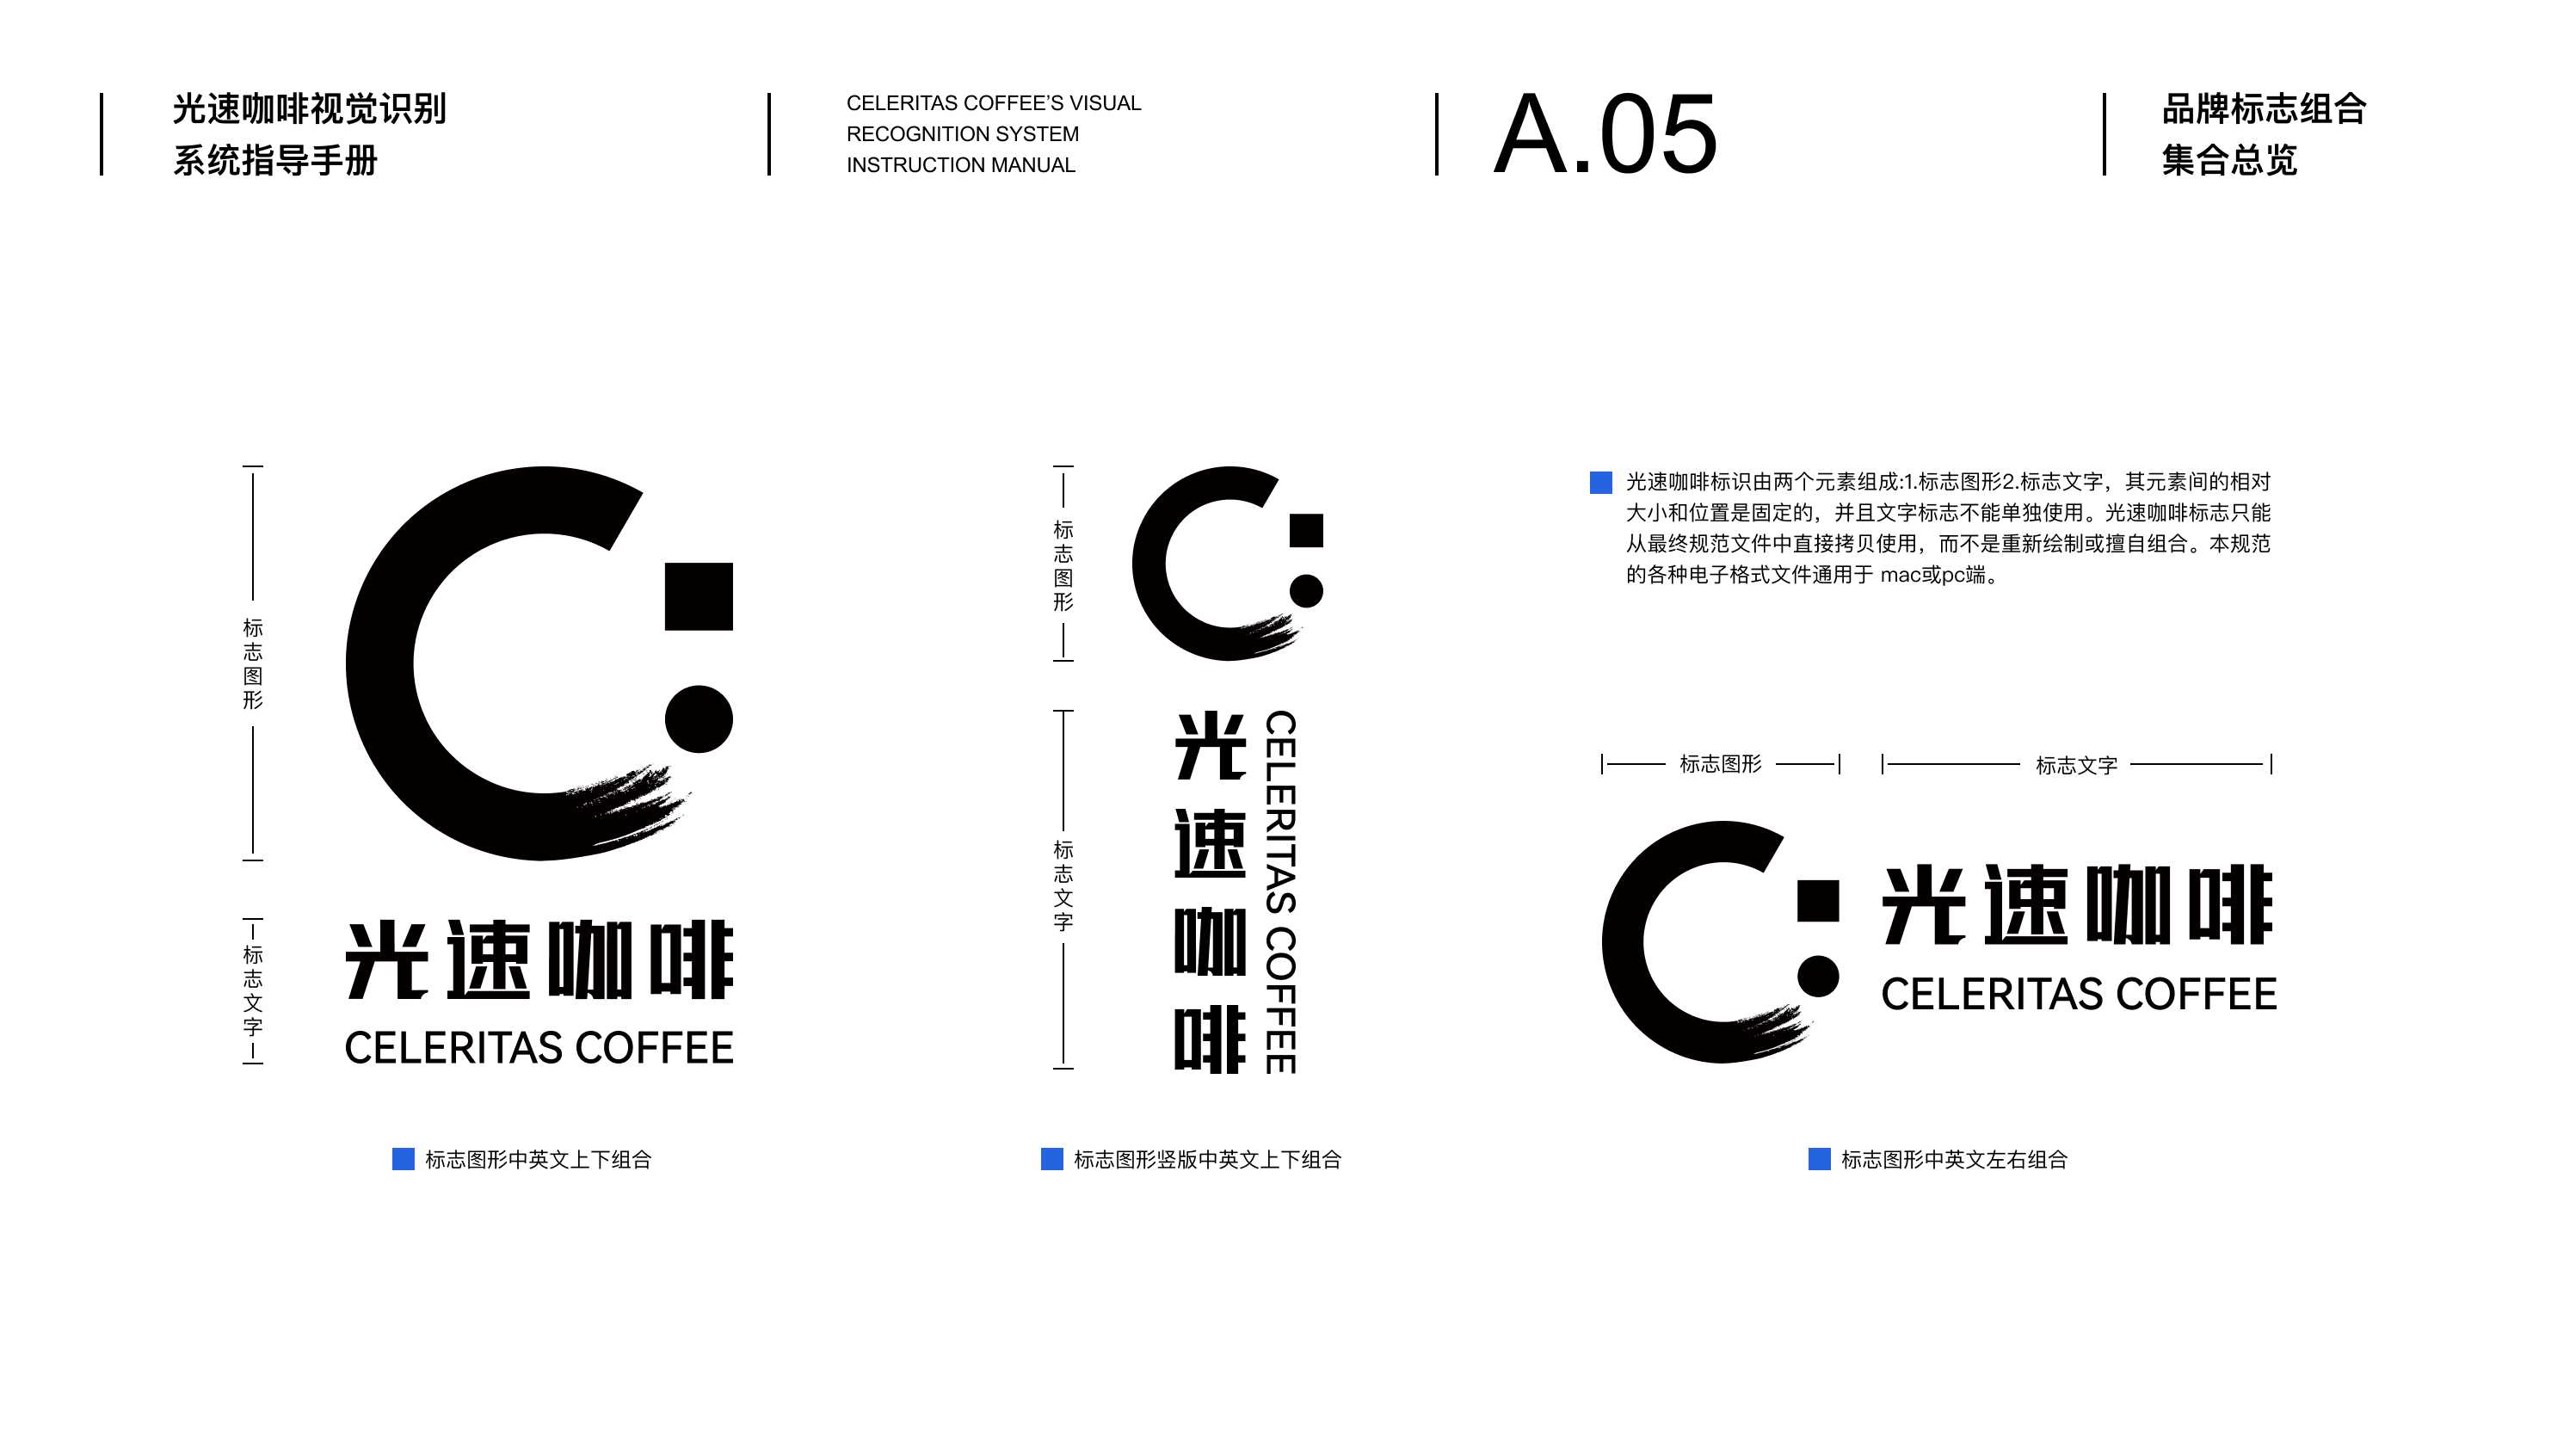 光速咖啡视觉识别
系统指导手册
CELERITAS COFFEE’S VISUAL
RECOGNITION SYSTEM
INSTRUCTION MANUAL
A.05
品牌标志组合
集合总览
标志图形
标志文字
光速咖啡
CELERITAS COFFEE
标志图形中英文上下组合
标志图形
标志文字
光速咖啡
CELERITAS COFFEE
标志图形竖版中英文上下组合
光速咖啡标识由两个元素组成:1.标志图形2.标志文字，其元素间的相对
大小和位置是固定的，并且文字标志不能单独使用。光速咖啡标志只能
从最终规范文件中直接拷贝使用，而不是重新绘制或擅自组合。本规范
的各种电子格式文件通用于 mac或pc端。
标志图形
标志文字
光速咖啡
CELERITAS COFFEE
标志图形中英文左右组合